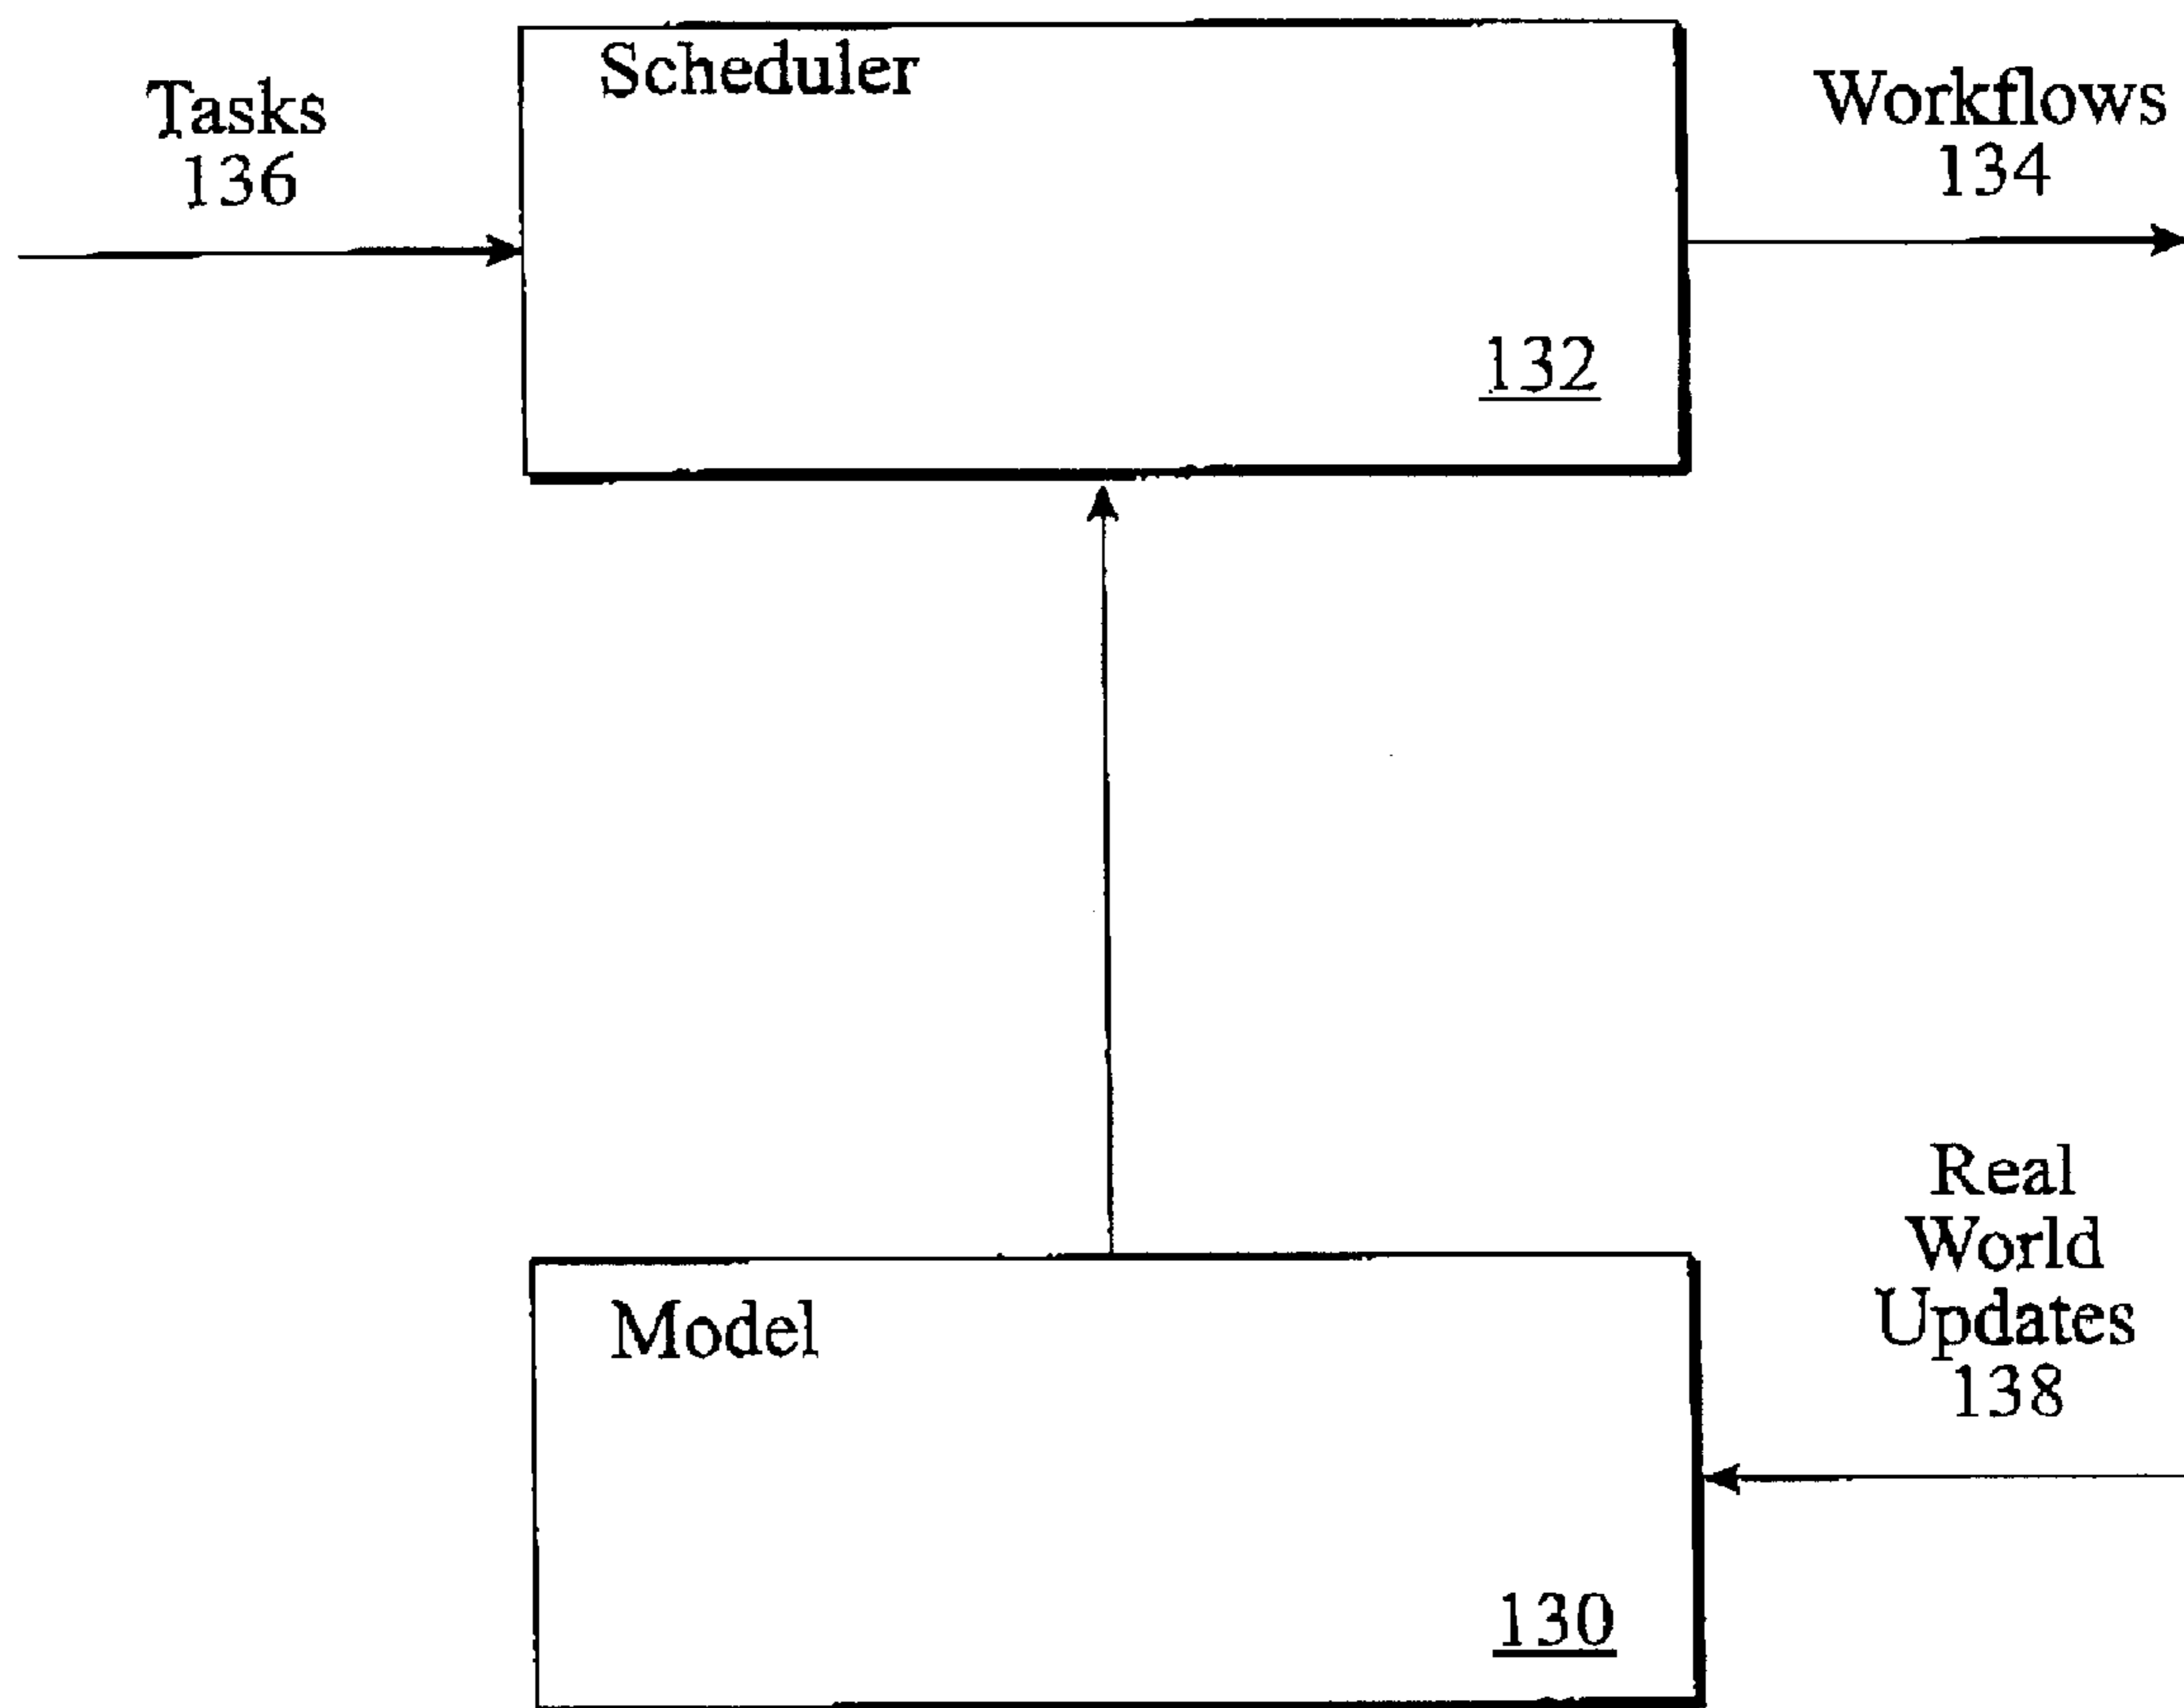 Scheduler
Tasks
136
Workflows
134
132
Real
World
Updates
138
Model
130